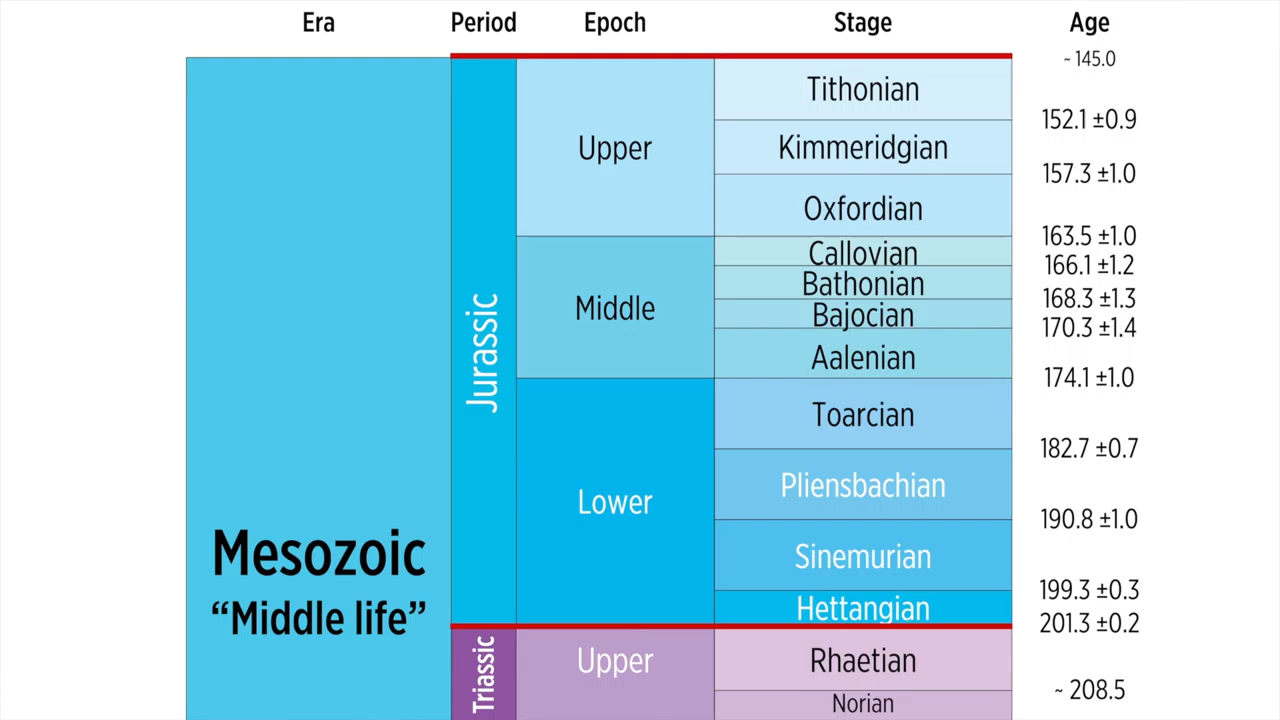 Era Period Epoch Stage Age
~ 145.0
Tithonian
152.1 ±0.9
Upper Kimmeridgian
157.3 ±1.0
Oxfordian
163.5 ±1.0
Callovian
166.1 ±1.2
Bathonian
168.3 ±1.3
Middle Bajocian
170.3 ±1.4
Jurassic
Aalenian
174.1 ±1.0
Toarcian
182.7 ±0.7
Pliensbachian
Lower
190.8 ±1.0
Mesozoic
Sinemurian
199.3 ±0.3
"Middle life"
Hettangian
201.3 ±0.2
Triassic
Upper Rhaetian
~ 208.5
Norian